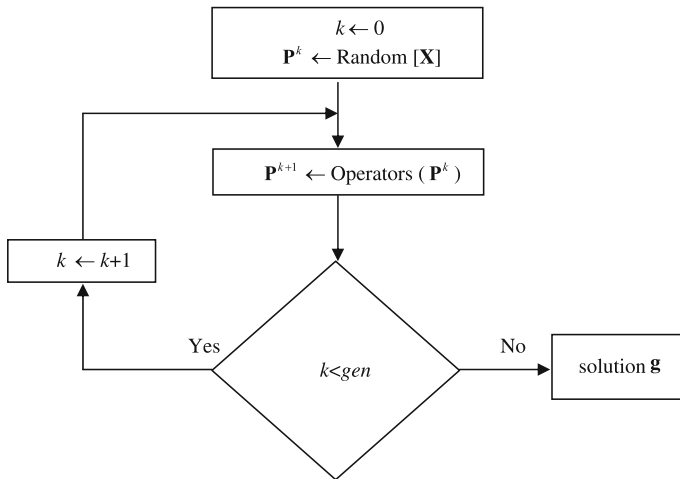 k ← 0
P^k ← Random [X]
P^{k+1} ← Operators ( P^k )
k ← k+1
Yes
No
k<gen
solution g